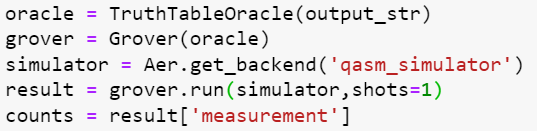 oracle = TruthTableOracle(output_str)
grover = Grover(oracle)
simulator = Aer.get_backend('qasm_simulator')
result = grover.run(simulator,shots=1)
counts = result['measurement']